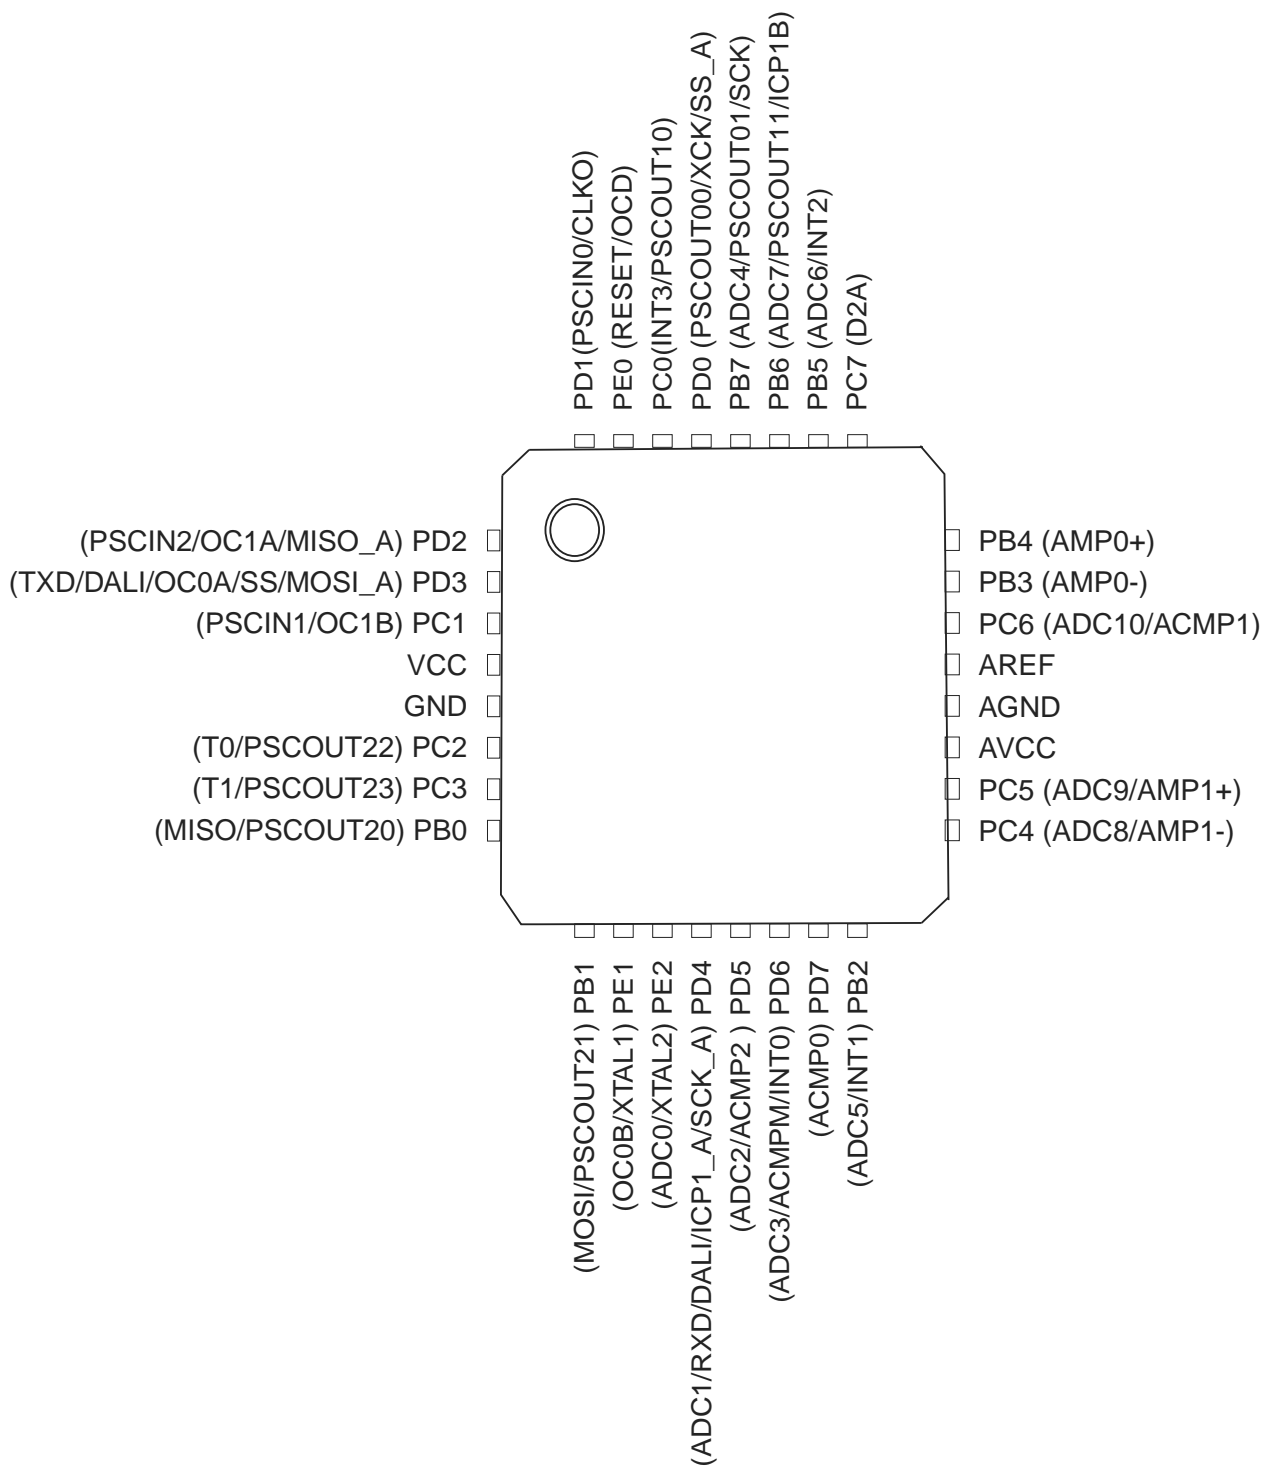 PD1(PSCIN0/CLKO)
PE0 (RESET/OCD)
PC0(INT3/PSCOUT10)
PD0 (PSCOUT00/XCK/SS_A)
PB7 (ADC4/PSCOUT01/SCK)
PB6 (ADC7/PSCOUT11/ICP1B)
PB5 (ADC6/INT2)
PC7 (D2A)
(PSCIN2/OC1A/MISO_A) PD2
(TXD/DALI/OC0A/SS/MOSI_A) PD3
(PSCIN1/OC1B) PC1
VCC
GND
(T0/PSCOUT22) PC2
(T1/PSCOUT23) PC3
(MISO/PSCOUT20) PB0
PB4 (AMP0+)
PB3 (AMP0-)
PC6 (ADC10/ACMP1)
AREF
AGND
AVCC
PC5 (ADC9/AMP1+)
PC4 (ADC8/AMP1-)
(MOSI/PSCOUT21) PB1
(OC0B/XTAL1) PE1
(ADC0/XTAL2) PE2
(ADC1/RXD/DALI/ICP1_A/SCK_A) PD4
(ADC2/ACMP2 ) PD5
(ADC3/ACMPM/INT0) PD6
(ACMP0) PD7
(ADC5/INT1) PB2